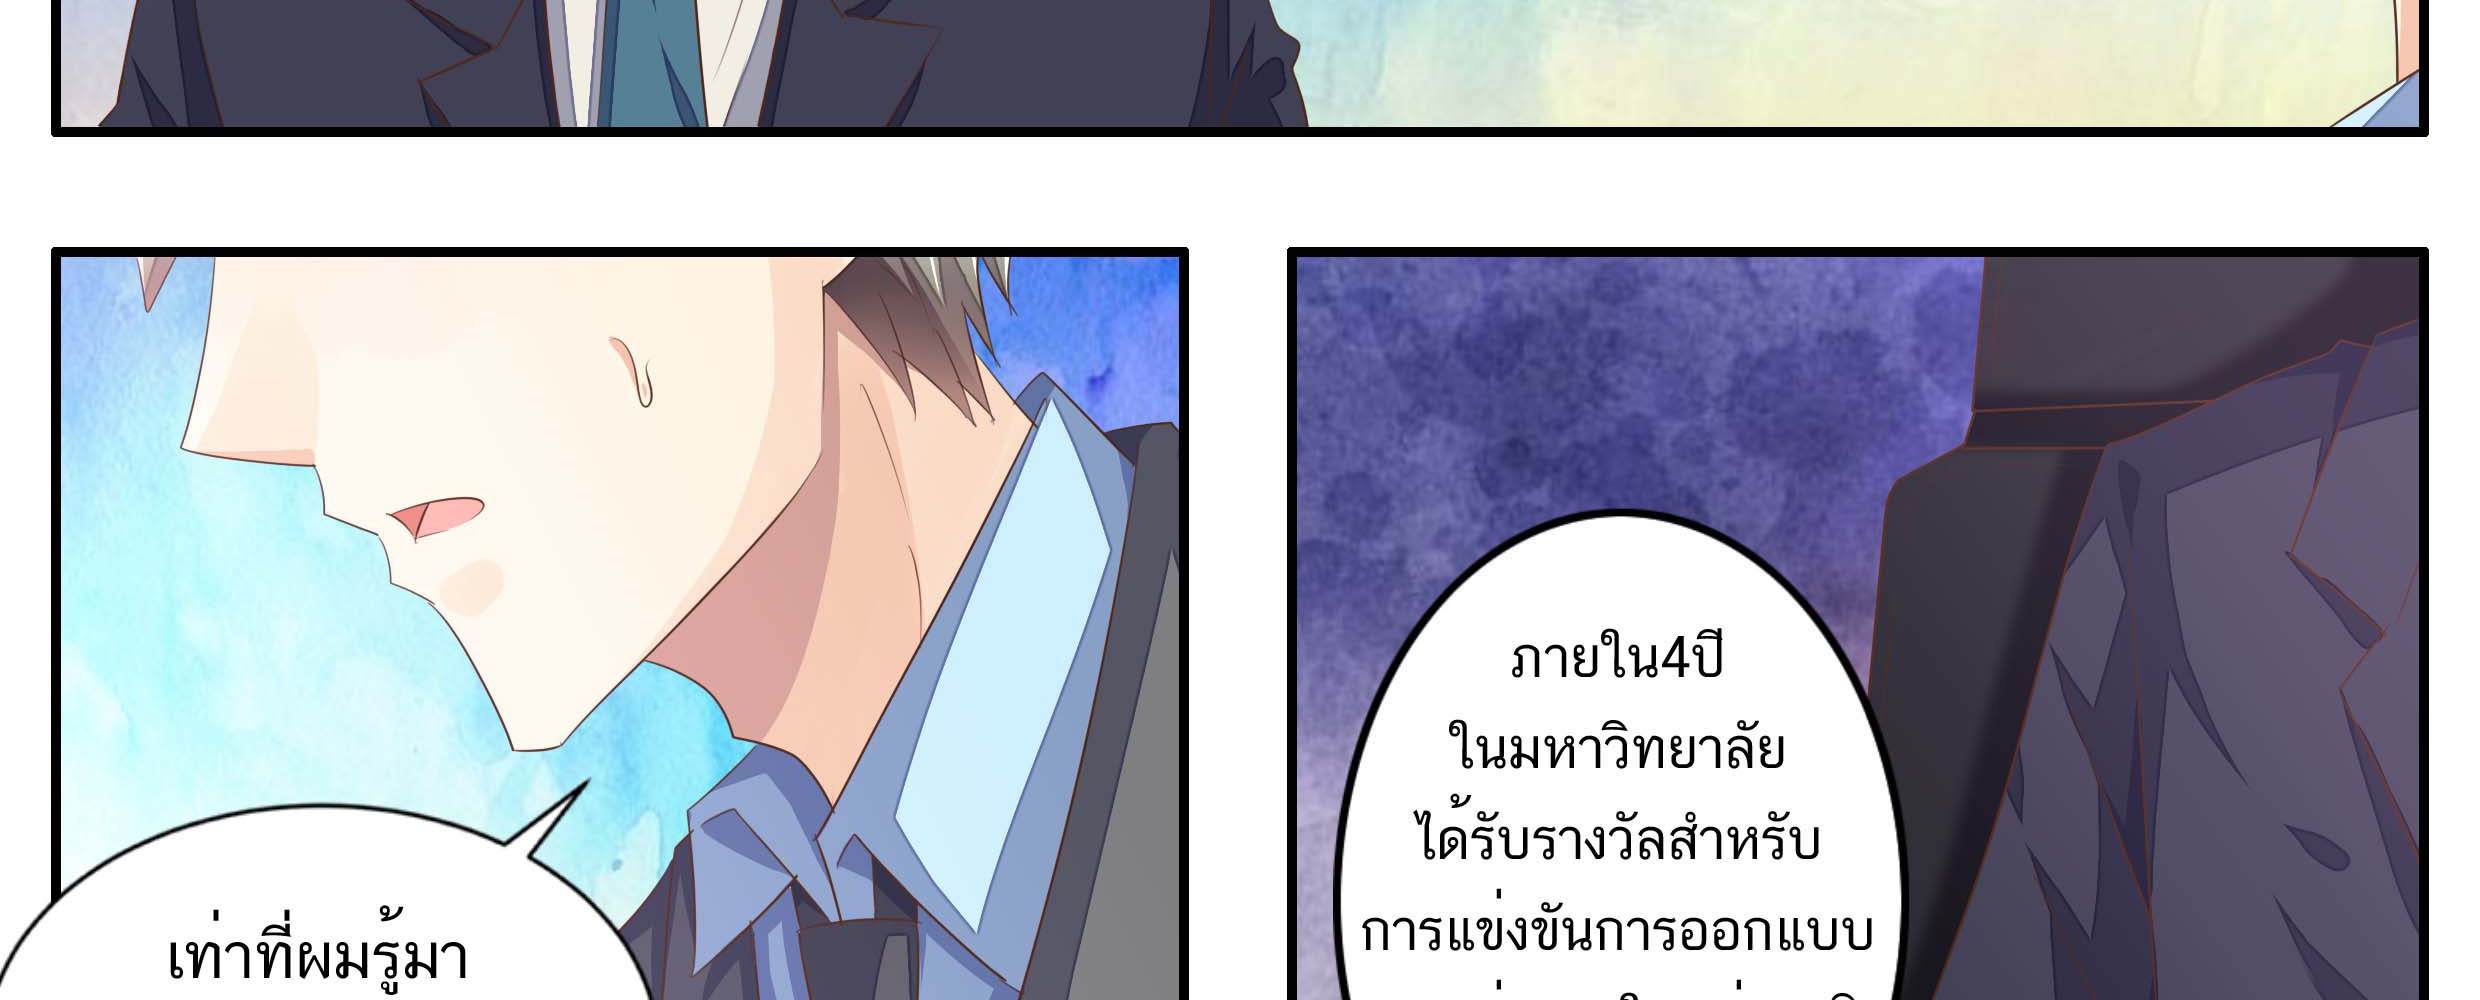 เท่าที่ผมรู้มา
ภายใน4ปี
ในมหาวิทยาลัย
ได้รับรางวัลสำหรับ
การแข่งขันการออกแบบ